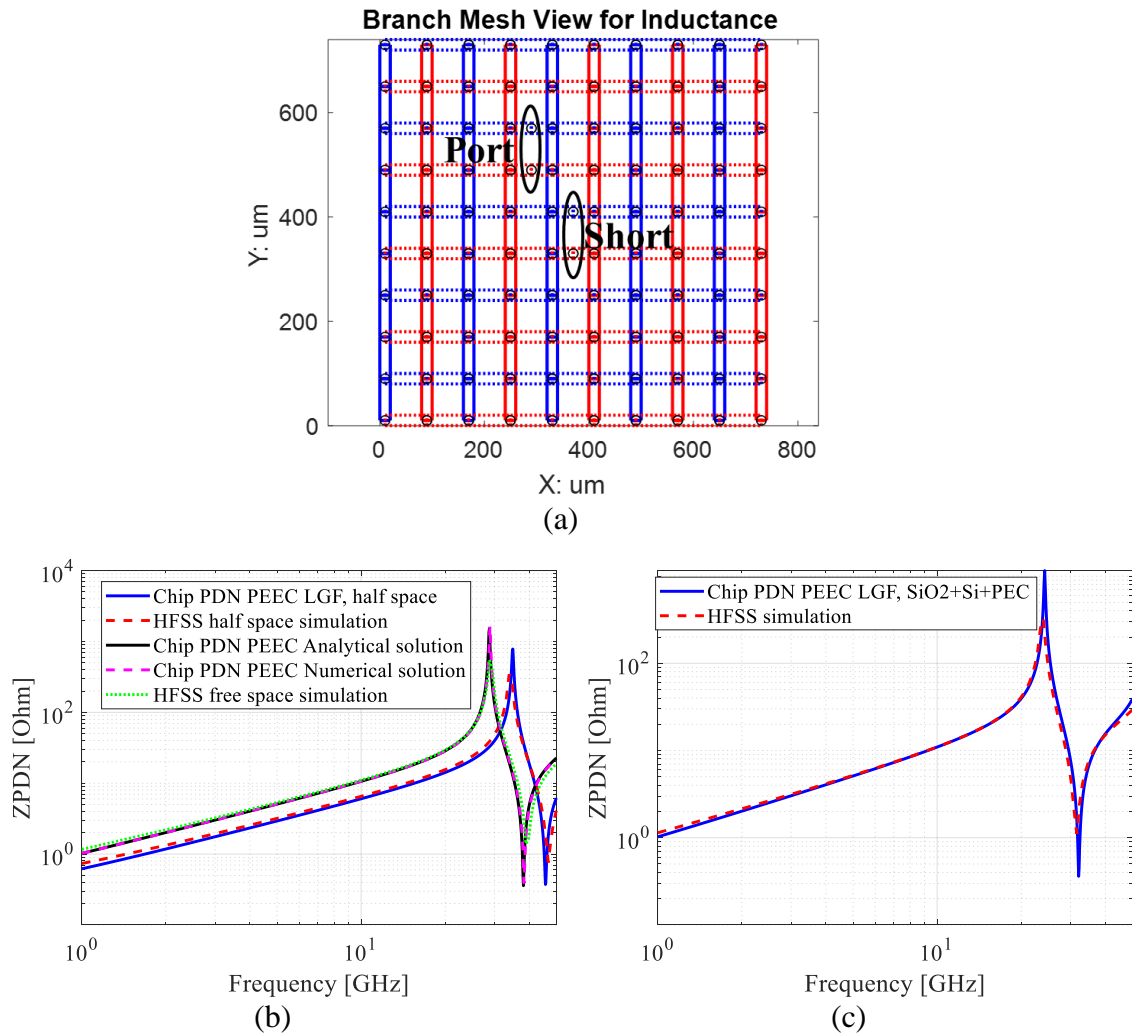 Branch Mesh View for Inductance
600
400
200
0
Y: um
Port
Short
0
200
400
600
800
X: um
(a)
10^4
10^2
10^0
ZPDN [Ohm]
Chip PDN PEEC LGF, half space
HFSS half space simulation
Chip PDN PEEC Analytical solution
Chip PDN PEEC Numerical solution
HFSS free space simulation
10^0
10^1
Frequency [GHz]
(b)
10^2
10^0
ZPDN [Ohm]
Chip PDN PEEC LGF, SiO2+Si+PEC
HFSS simulation
10^0
10^1
Frequency [GHz]
(c)